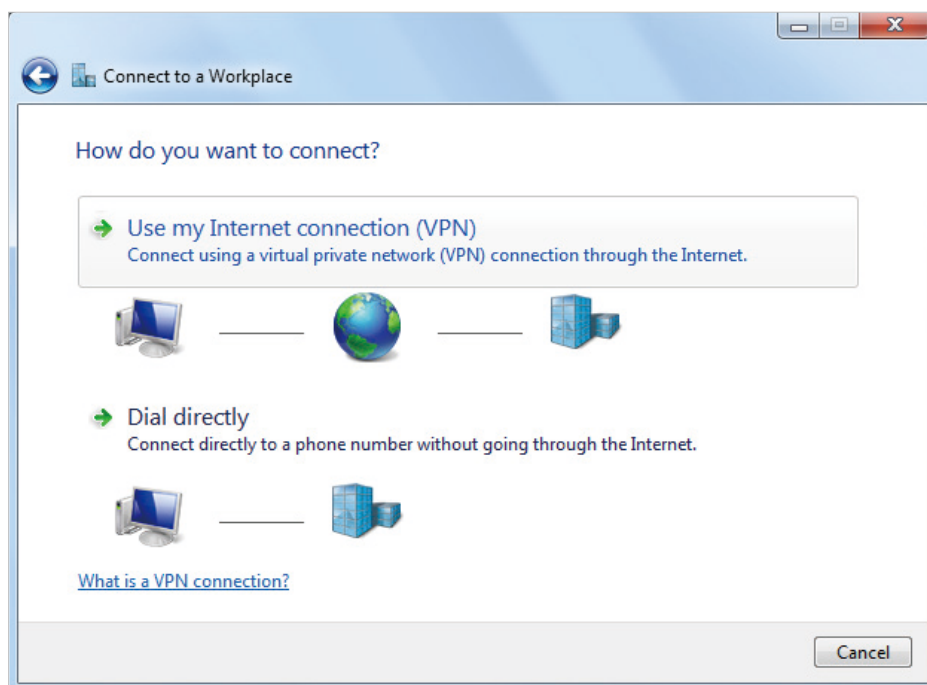 Connect to a Workplace
How do you want to connect?
Use my Internet connection (VPN)
Connect using a virtual private network (VPN) connection through the Internet.
Dial directly
Connect directly to a phone number without going through the Internet.
What is a VPN connection?
Cancel